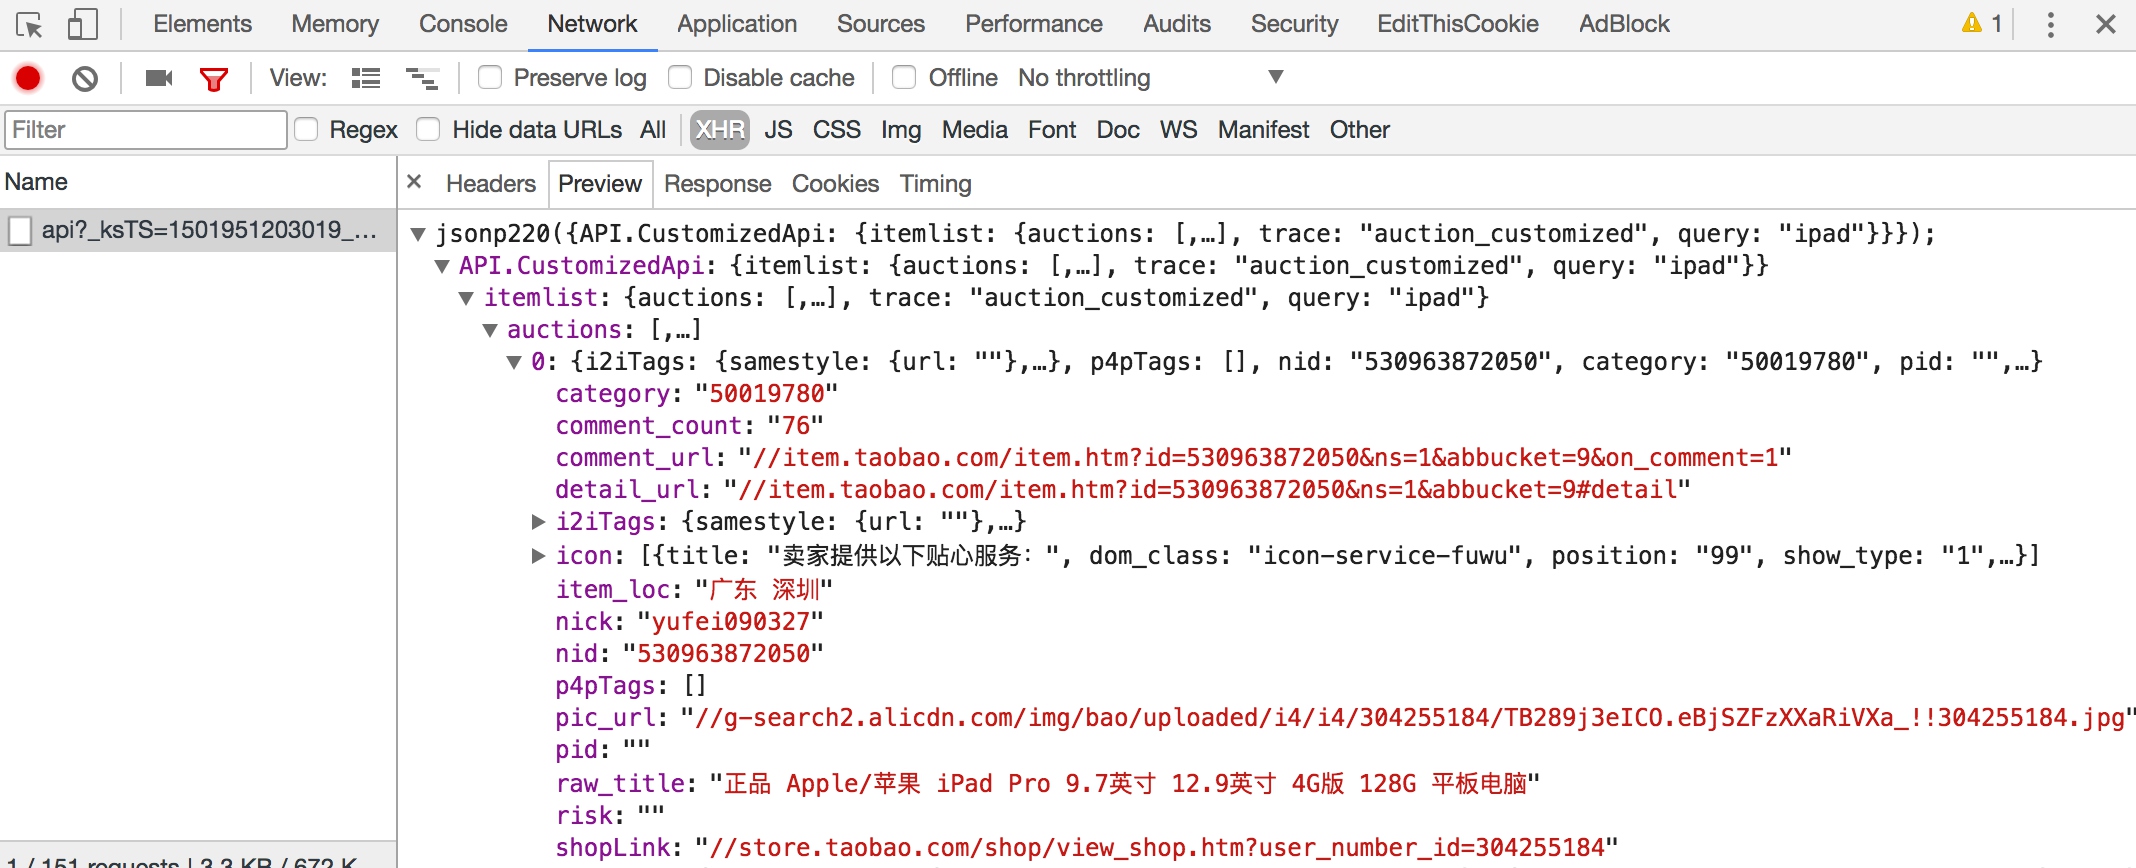 Elements Memory Console Network Application Sources Performance Audits Security EditThisCookie AdBlock 1
View: Preserve log Disable cache Offline No throttling
Filter Regex Hide data URLs All XHR JS CSS Img Media Font Doc WS Manifest Other
Name
Headers Preview Response Cookies Timing
api?_ksTS=1501951203019_…
jsonp220({API.CustomizedApi: {itemlist: {auctions: [,…], trace: "auction_customized", query: "ipad"}}});
API.CustomizedApi: {itemlist: {auctions: [,…], trace: "auction_customized", query: "ipad"}}
itemlist: {auctions: [,…], trace: "auction_customized", query: "ipad"}
auctions: [,…]
0: {i2iTags: {samestyle: {url: ""},…}, p4pTags: [], nid: "530963872050", category: "50019780", pid: "",…}
category: "50019780"
comment_count: "76"
comment_url: "//item.taobao.com/item.htm?id=530963872050&ns=1&abbucket=9&on_comment=1"
detail_url: "//item.taobao.com/item.htm?id=530963872050&ns=1&abbucket=9#detail"
i2iTags: {samestyle: {url: ""},…}
icon: [{title: "卖家提供以下贴心服务：", dom_class: "icon-service-fuwu", position: "99", show_type: "1",…}]
item_loc: "广东 深圳"
nick: "yufei090327"
nid: "530963872050"
p4pTags: []
pic_url: "//g-search2.alicdn.com/img/bao/uploaded/i4/i4/304255184/TB289j3eICO.eBjSZFzXXaRiVXa_!!304255184.jpg"
pid: ""
raw_title: "正品 Apple/苹果 iPad Pro 9.7英寸 12.9英寸 4G版 128G 平板电脑"
risk: ""
shopLink: "//store.taobao.com/shop/view_shop.htm?user_number_id=304255184"
1 / 151 requests | 3.3 KB / 672 K